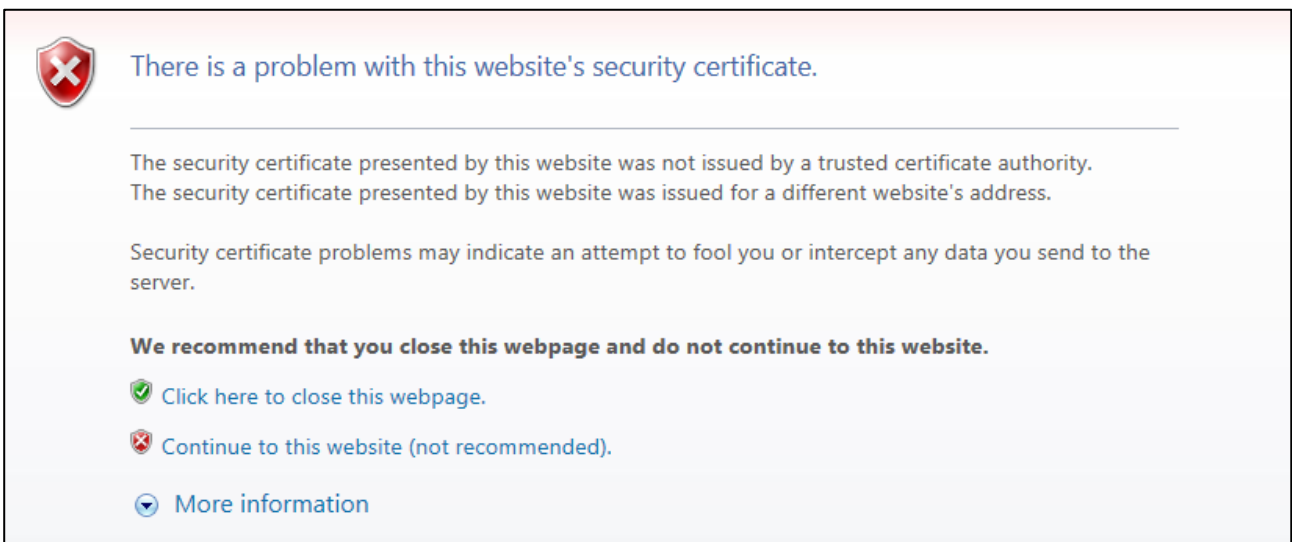 There is a problem with this website's security certificate.
The security certificate presented by this website was not issued by a trusted certificate authority.
The security certificate presented by this website was issued for a different website's address.
Security certificate problems may indicate an attempt to fool you or intercept any data you send to the
server.
We recommend that you close this webpage and do not continue to this website.
Click here to close this webpage.
Continue to this website (not recommended).
More information